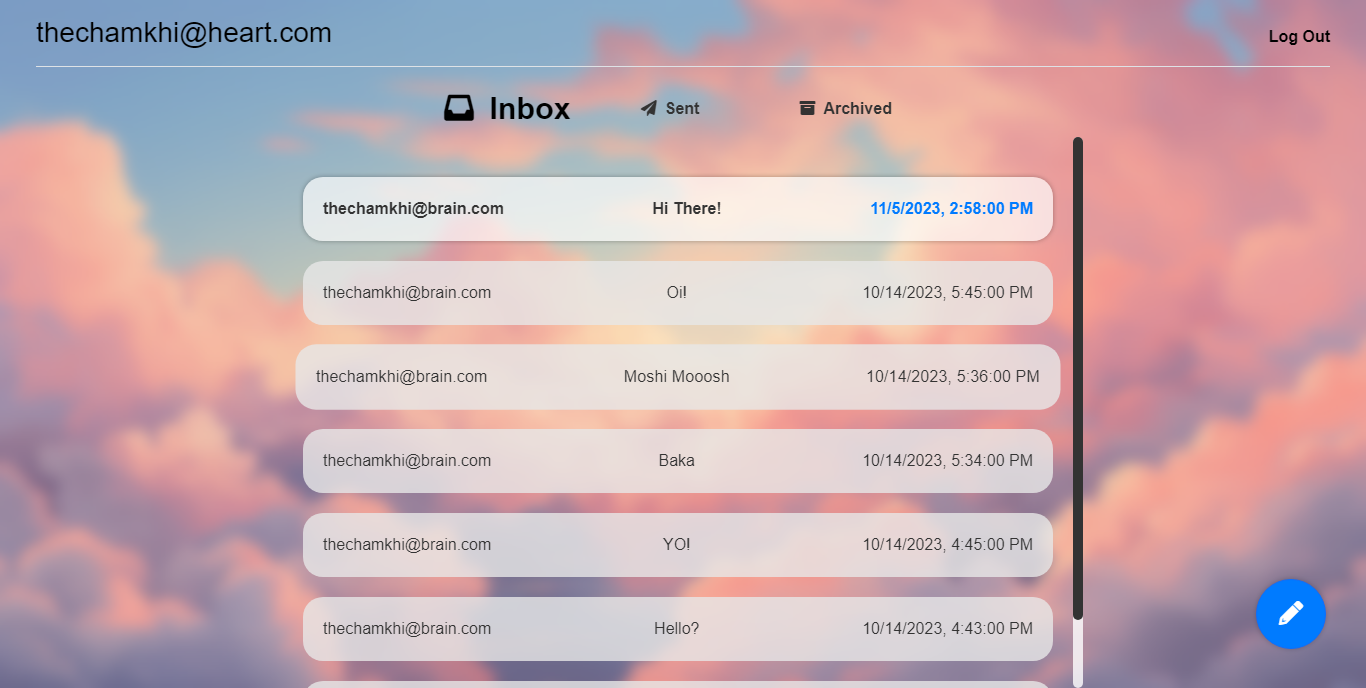 thechamkhi@heart.com
Log Out
Inbox Sent Archived
thechamkhi@brain.com Hi There! 11/5/2023, 2:58:00 PM
thechamkhi@brain.com Oi! 10/14/2023, 5:45:00 PM
thechamkhi@brain.com Moshi Mooosh 10/14/2023, 5:36:00 PM
thechamkhi@brain.com Baka 10/14/2023, 5:34:00 PM
thechamkhi@brain.com YO! 10/14/2023, 4:45:00 PM
thechamkhi@brain.com Hello? 10/14/2023, 4:43:00 PM